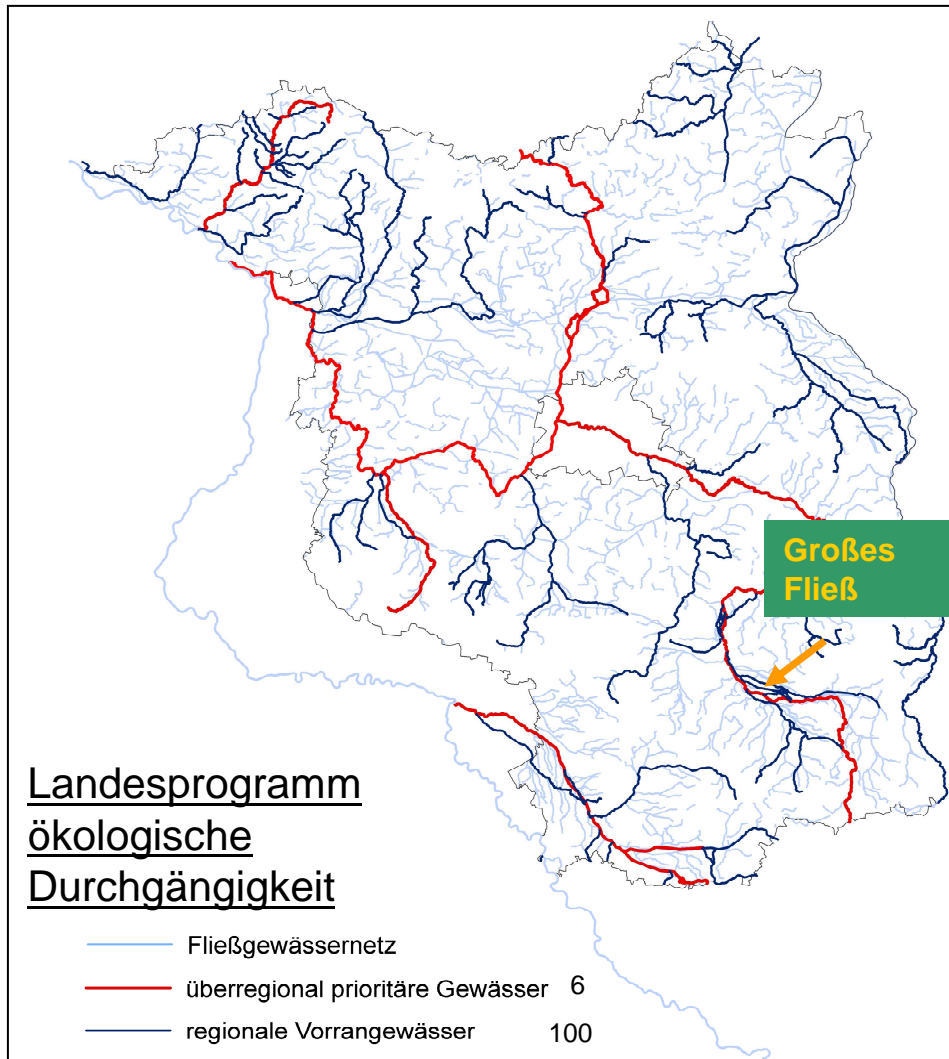 Großes
Fließ
Landesprogramm
ökologische
Durchgängigkeit
Fließgewässernetz
überregional prioritäre Gewässer 6
regionale Vorrangewässer 100